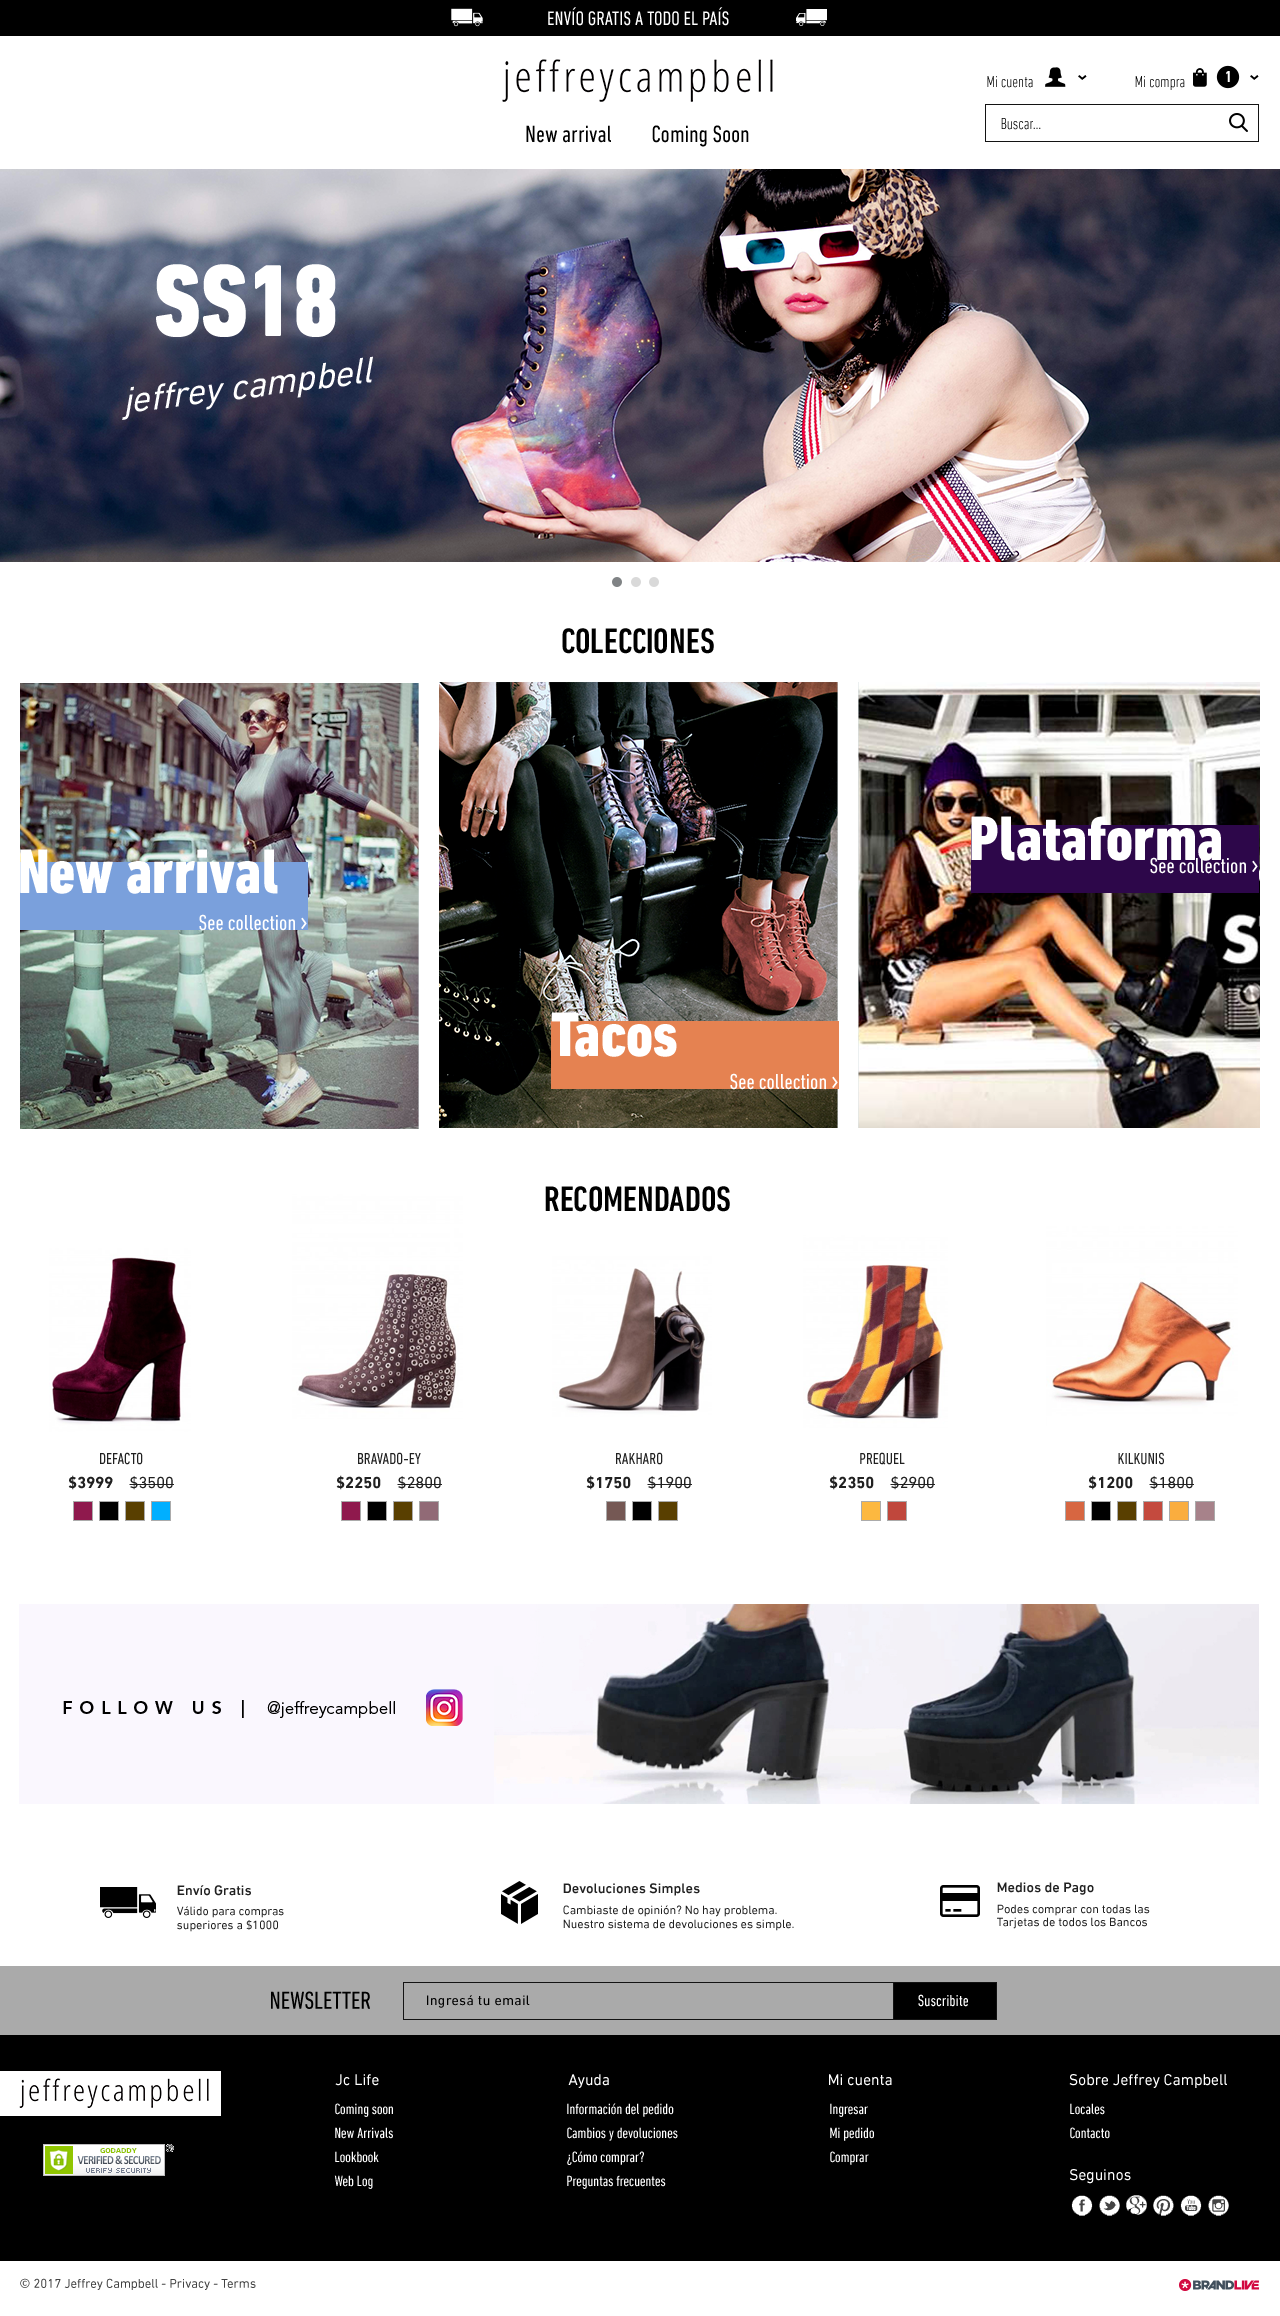 ENVÍO GRATIS A TODO EL PAÍS
jeffreycampbell
Mi cuenta
Mi compra
1
Buscar...
New arrival
Coming Soon
SS18
jeffrey campbell
COLECCIONES
New arrival
See collection >
Tacos
See collection >
Plataforma
See collection >
S
RECOMENDADOS
DEFACTO
$3999 $3500
BRAVADO-EY
$2250 $2800
RAKHARO
$1750 $1900
PREQUEL
$2350 $2900
KILKUNIS
$1200 $1800
FOLLOW US | @jeffreycampbell
Envío Gratis
Válido para compras
superiores a $1000
Devoluciones Simples
Cambiaste de opinión? No hay problema.
Nuestro sistema de devoluciones es simple.
Medios de Pago
Podes comprar con todas las
Tarjetas de todos los Bancos
NEWSLETTER
Ingresá tu email
Suscribite
jeffreycampbell
GODADDY
VERIFIED & SECURED
VERIFY SECURITY
Jc Life
Coming soon
New Arrivals
Lookbook
Web Log
Ayuda
Información del pedido
Cambios y devoluciones
¿Cómo comprar?
Preguntas frecuentes
Mi cuenta
Ingresar
Mi pedido
Comprar
Sobre Jeffrey Campbell
Locales
Contacto
Seguinos
You
Tube
© 2017 Jeffrey Campbell - Privacy - Terms
BRANDLIVE